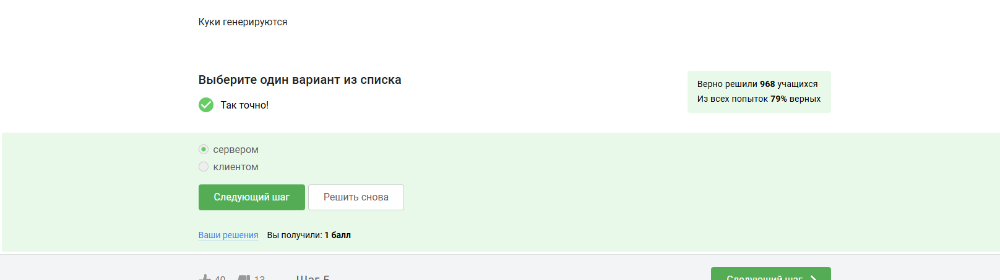 Куки генерируются
Выберите один вариант из списка
Так точно!
Верно решили 968 учащихся
Из всех попыток 79% верных
сервером
клиентом
Следующий шаг
Решить снова
Ваши решения Вы получили: 1 балл
40 13 Шаг 5
Следующий шаг